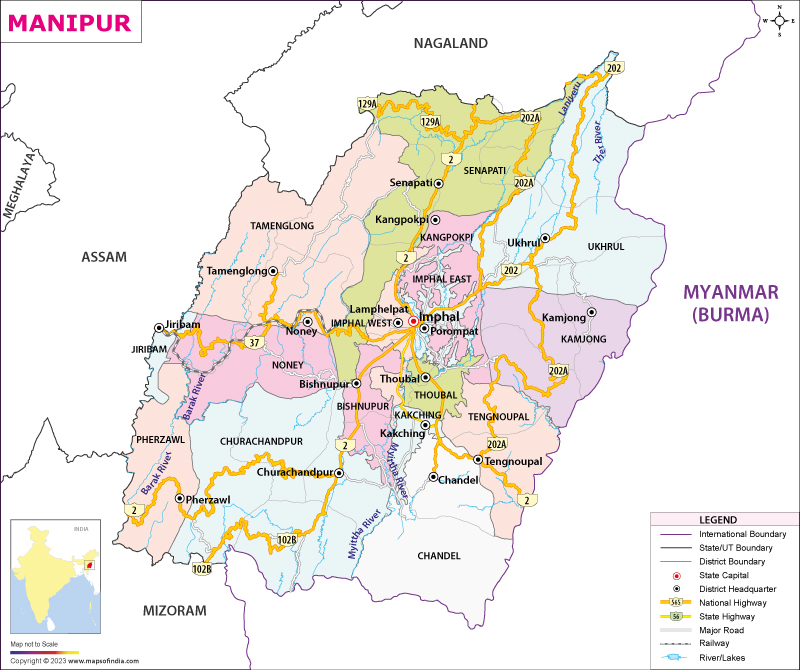 MANIPUR
N
W
E
S
NAGALAND
202
129A
129A
202A
Laniyeru
Thet River
2
SENAPATI
Senapati
202A
MEGHALAYA
Kangpokpi
TAMENGLONG
KANGPOKPI
Ukhrul
UKHRUL
ASSAM
2
Tamenglong
202
IMPHAL EAST
MYANMAR
(BURMA)
Lamphelpat
Imphal
Kamjong
Jiribam
Noney
IMPHAL WEST
Porompat
KAMJONG
JIRIBAM
37
NONEY
202A
Barak River
Bishnupur
Thoubal
THOUBAL
BISHNUPUR
KAKCHING
TENGNOUPAL
PHERZAWL
CHURACHANDPUR
Kakching
2
202A
Myittha River
Barak River
Churachandpur
Tengnoupal
Chandel
Pherzawl
2
2
Myittha River
102B
CHANDEL
102B
MIZORAM
INDIA
Map not to Scale
Copyright © 2023 www.mapsofindia.com
LEGEND
International Boundary
State/UT Boundary
District Boundary
State Capital
District Headquarter
565 National Highway
56 State Highway
Major Road
Railway
River/Lakes